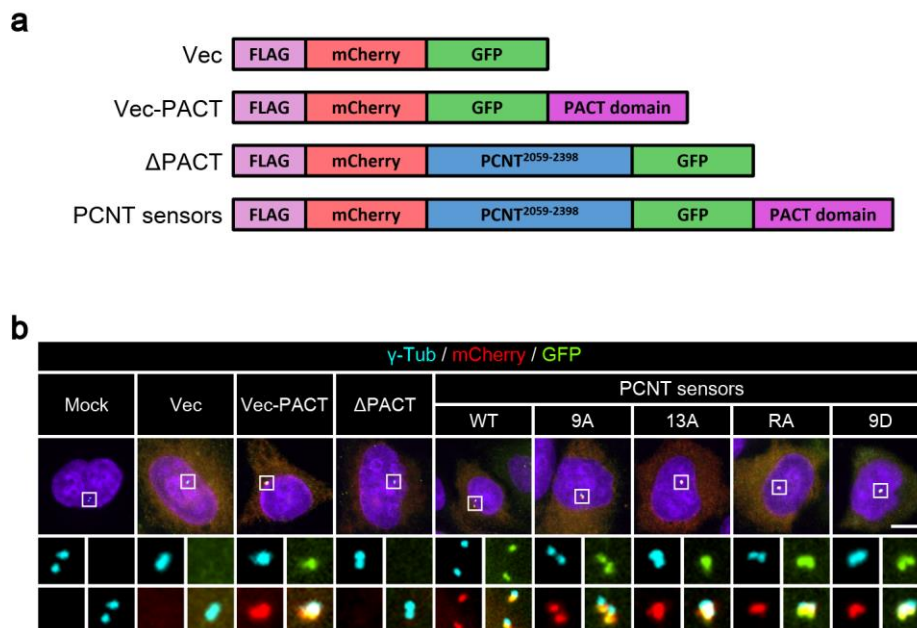 a
Vec FLAG mCherry GFP
Vec-PACT FLAG mCherry GFP PACT domain
ΔPACT FLAG mCherry PCNT²⁰⁵⁹⁻²³⁹⁸ GFP
PCNT sensors FLAG mCherry PCNT²⁰⁵⁹⁻²³⁹⁸ GFP PACT domain
b
γ-Tub / mCherry / GFP
Mock Vec Vec-PACT ΔPACT PCNT sensors
WT 9A 13A RA 9D